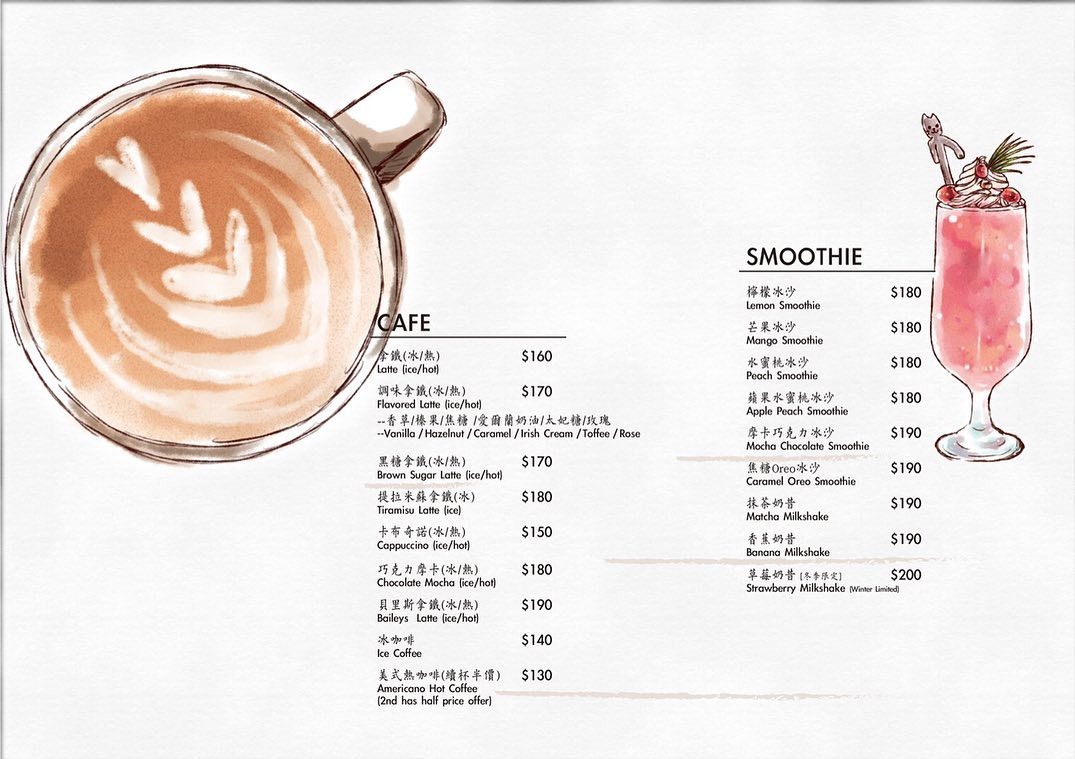 CAFE
拿鐵(冰/熱) $160
Latte (ice/hot)
調味拿鐵(冰/熱) $170
Flavored Latte (ice/hot)
--香草/榛果/焦糖 /愛爾蘭奶油/太妃糖/玫瑰
--Vanilla / Hazelnut / Caramel / Irish Cream / Toffee / Rose
黑糖拿鐵(冰/熱) $170
Brown Sugar Latte (ice/hot)
提拉米蘇拿鐵(冰) $180
Tiramisu Latte (ice)
卡布奇諾(冰/熱) $150
Cappuccino (ice/hot)
巧克力摩卡(冰/熱) $180
Chocolate Mocha (ice/hot)
貝里斯拿鐵(冰/熱) $190
Baileys Latte (ice/hot)
冰咖啡 $140
Ice Coffee
美式熱咖啡(續杯半價) $130
Americano Hot Coffee
(2nd has half price offer)
SMOOTHIE
檸檬冰沙 $180
Lemon Smoothie
芒果冰沙 $180
Mango Smoothie
水蜜桃冰沙 $180
Peach Smoothie
蘋果水蜜桃冰沙 $180
Apple Peach Smoothie
摩卡巧克力冰沙 $190
Mocha Chocolate Smoothie
焦糖Oreo冰沙 $190
Caramel Oreo Smoothie
抹茶奶昔 $190
Matcha Milkshake
香蕉奶昔 $190
Banana Milkshake
草莓奶昔 [冬季限定] $200
Strawberry Milkshake (Winter Limited)